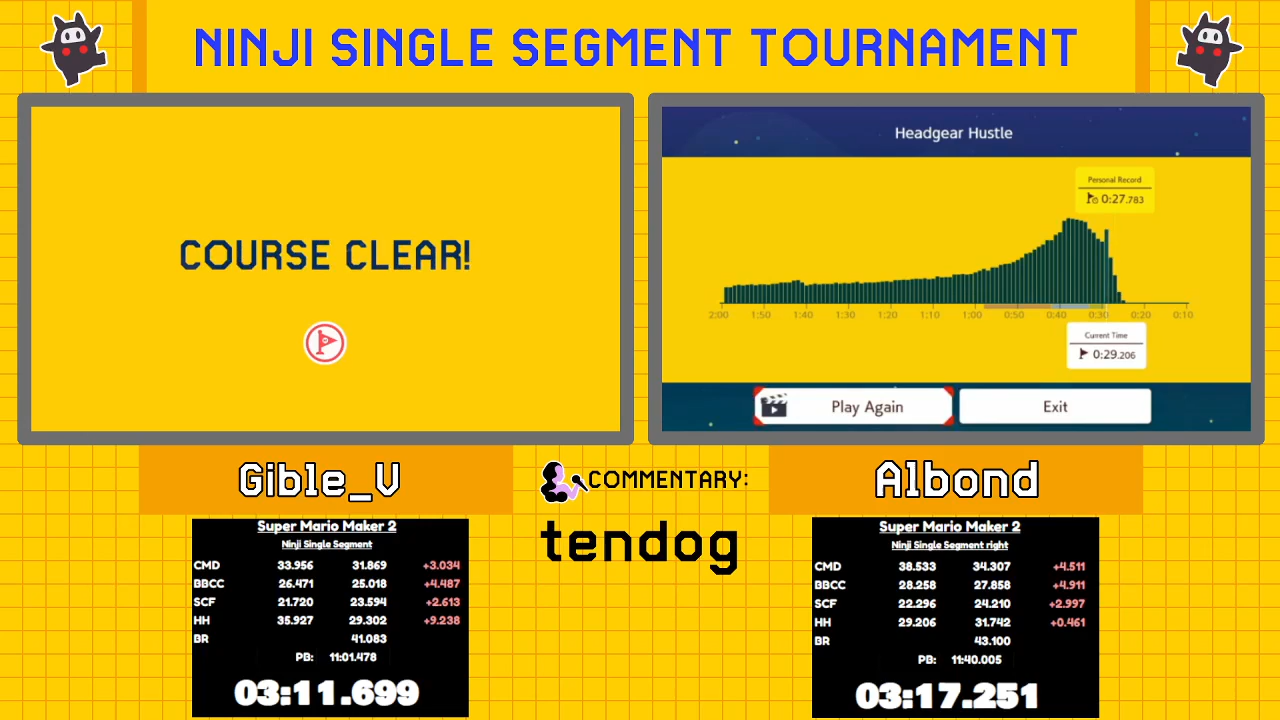 NINJI SINGLE SEGMENT TOURNAMENT
COURSE CLEAR!
Headgear Hustle
Personal Record
0:27.783
2:00 1:50 1:40 1:30 1:20 1:10 1:00 0:50 0:40 0:30 0:20 0:10
Current Time
0:29.206
Play Again
Exit
Gible_V
COMMENTARY:
tendog
Albond
Super Mario Maker 2
Ninji Single Segment
CMD 33.956 31.869 +3.034
BBCC 26.471 25.018 +4.487
SCF 21.720 23.594 +2.613
HH 35.927 29.302 +9.238
BR 41.083
PB: 11:01.478
03:11.699
Super Mario Maker 2
Ninji Single Segment right
CMD 38.533 34.307 +4.511
BBCC 28.258 27.858 +4.911
SCF 22.296 24.210 +2.997
HH 29.206 31.742 +0.461
BR 43.100
PB: 11:40.005
03:17.251